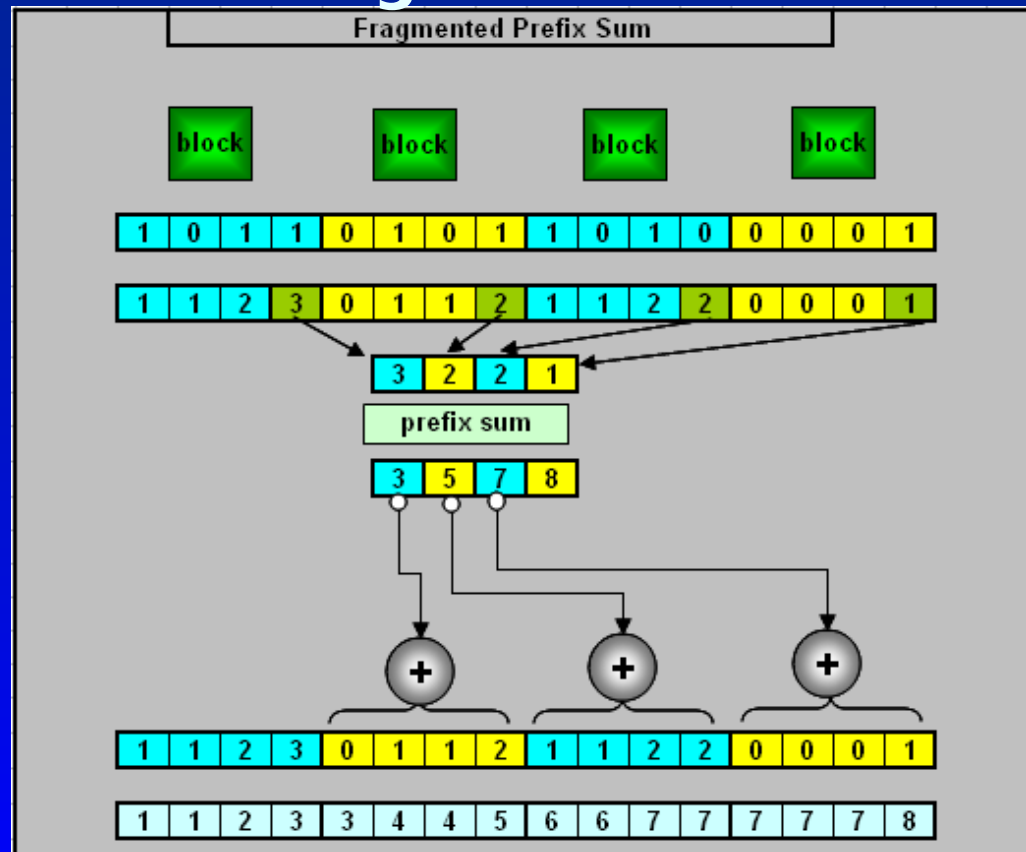 Fragmented Prefix Sum
block block block block
1 0 1 1 0 1 0 1 1 0 1 0 0 0 0 1
1 1 2 3 0 1 1 2 1 1 2 2 0 0 0 1
3 2 2 1
prefix sum
3 5 7 8
+ + +
1 1 2 3 0 1 1 2 1 1 2 2 0 0 0 1
1 1 2 3 3 4 4 5 6 6 7 7 7 7 7 8